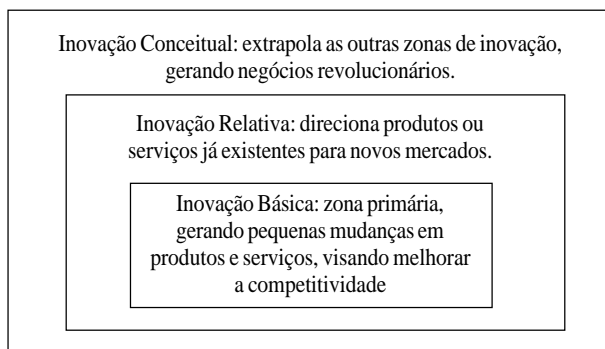 Inovação Conceitual: extrapola as outras zonas de inovação,
gerando negócios revolucionários.
Inovação Relativa: direciona produtos ou
serviços já existentes para novos mercados.
Inovação Básica: zona primária,
gerando pequenas mudanças em
produtos e serviços, visando melhorar
a competitividade